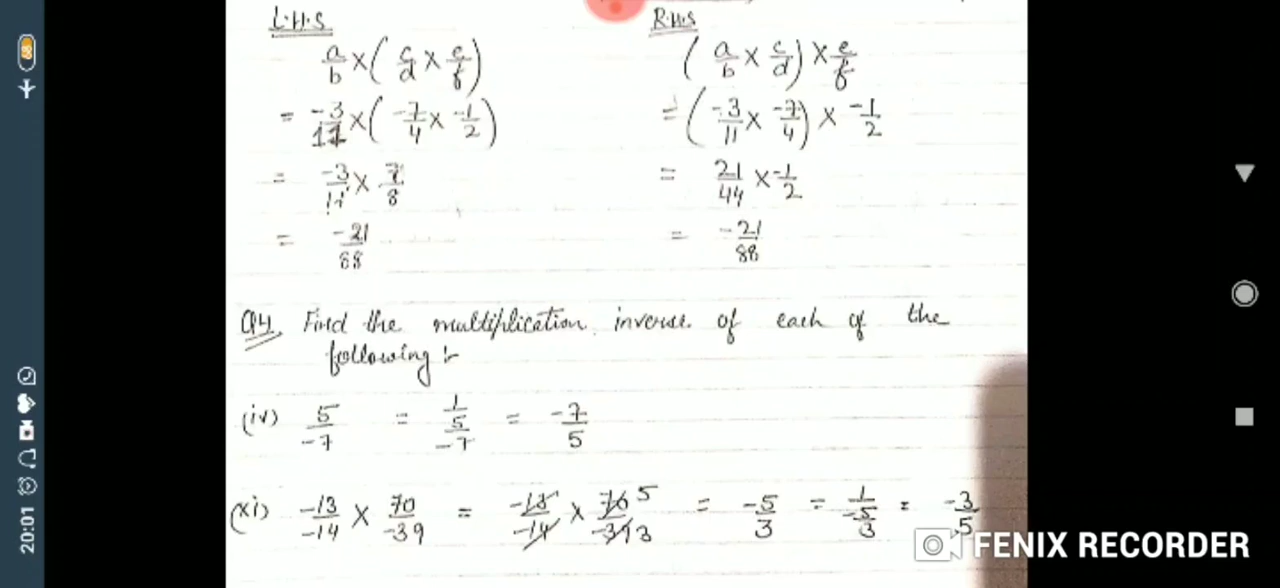 L.H.S
R.H.S
a/b × (c/d × e/f)
(a/b × c/d) × e/f
= -3/11 × (-7/4 × -1/2)
= (-3/11 × -7/4) × -1/2
= -3/11 × 7/8
= 21/44 × -1/2
= -21/88
= -21/88
Q4. Find the multiplication inverse of each of the
following :-
(iv) 5/-7 = 1/(5/-7) = -7/5
(xi) -13/-14 × 70/-39 = -13/-14 × 70/-39 5 3 = -5/3 = 1/(-5/3) = -3/5
FENIX RECORDER
20:01